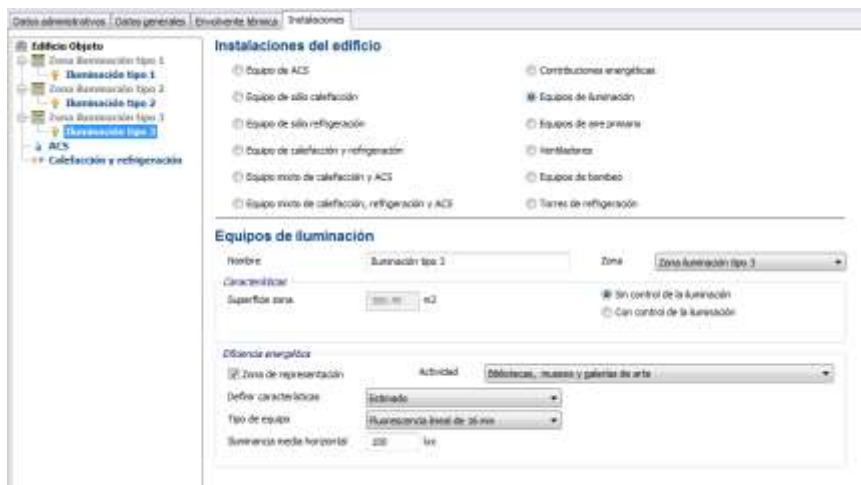 Datos administrativos Datos generales Envolvente térmica Instalaciones
Edificio Objeto
Zona iluminación tipo 1
Iluminación tipo 1
Zona iluminación tipo 2
Iluminación tipo 2
Zona iluminación tipo 3
Iluminación tipo 3
ACS
Calefacción y refrigeración
Instalaciones del edificio
Equipo de ACS
Contribuciones energéticas
Equipo de sólo calefacción
Equipos de iluminación
Equipo de sólo refrigeración
Equipos de aire primario
Equipo de calefacción y refrigeración
Ventiladores
Equipo mixto de calefacción y ACS
Equipos de bombeo
Equipo mixto de calefacción, refrigeración y ACS
Torres de refrigeración
Equipos de iluminación
Nombre Iluminación tipo 3 Zona Zona iluminación tipo 3
Características
Superficie zona m2
Sin control de la iluminación
Con control de la iluminación
Eficiencia energética
Zona de representación Actividad Bibliotecas, museos y galerías de arte
Definir características Estimado
Tipo de equipo Fluorescencia lineal de 16 mm
Iluminancia media horizontal lux